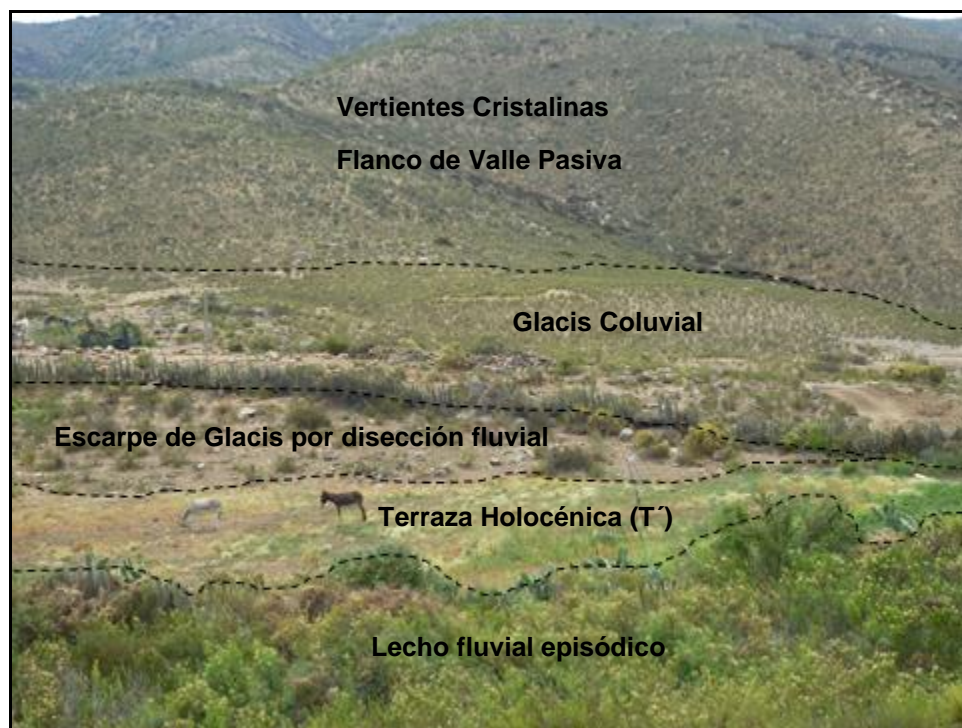 Vertientes Cristalinas
Flanco de Valle Pasiva
Glacis Coluvial
Escarpe de Glacis por disección fluvial
Terraza Holocénica (T´)
Lecho fluvial episódico